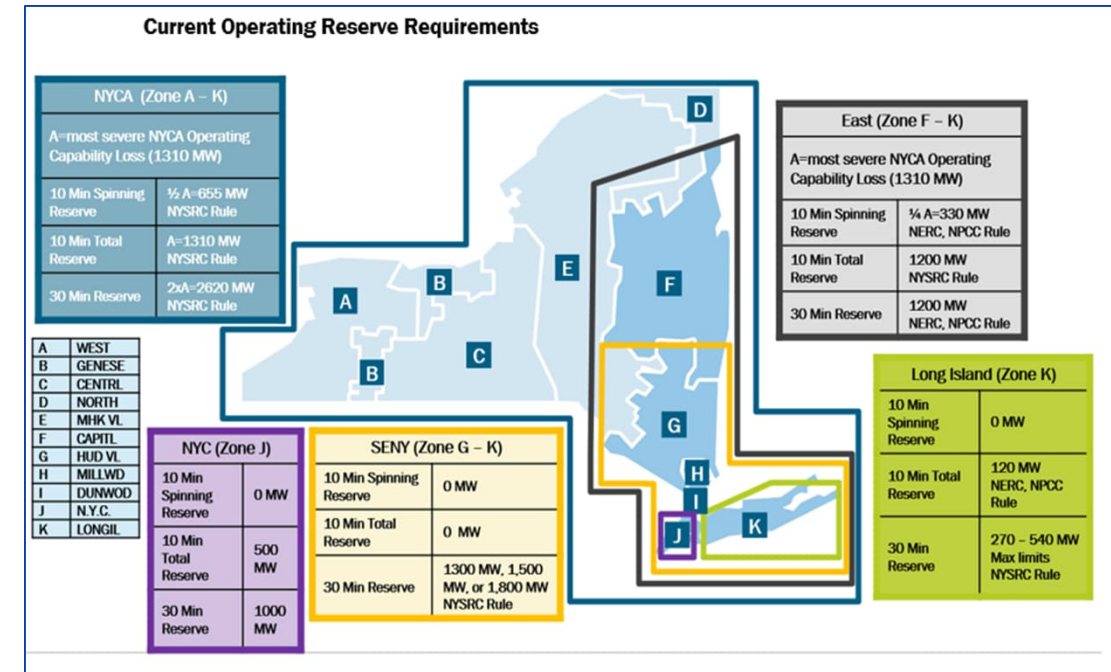 Current Operating Reserve Requirements
NYCA (Zone A – K)
A=most severe NYCA Operating
Capability Loss (1310 MW)
10 Min Spinning
Reserve
½ A=655 MW
NYSRC Rule
10 Min Total
Reserve
A=1310 MW
NYSRC Rule
30 Min Reserve
2xA=2620 MW
NYSRC Rule
East (Zone F – K)
A=most severe NYCA Operating
Capability Loss (1310 MW)
10 Min Spinning
Reserve
¼ A=330 MW
NERC, NPCC Rule
10 Min Total
Reserve
1200 MW
NYSRC Rule
30 Min Reserve
1200 MW
NERC, NPCC Rule
D
E
F
B
A
C
B
G
H
I
J
K
A WEST
B GENESE
C CENTRL
D NORTH
E MHK VL
F CAPITL
G HUD VL
H MILLWD
I DUNWOD
J N.Y.C.
K LONGIL
NYC (Zone J)
10 Min
Spinning
Reserve
0 MW
10 Min
Total
Reserve
500
MW
30 Min
Reserve
1000
MW
SENY (Zone G – K)
10 Min Spinning
Reserve
0 MW
10 Min Total
Reserve
0 MW
30 Min Reserve
1300 MW, 1,500
MW, or 1,800 MW
NYSRC Rule
Long Island (Zone K)
10 Min
Spinning
Reserve
0 MW
10 Min Total
Reserve
120 MW
NERC, NPCC
Rule
30 Min
Reserve
270 – 540 MW
Max limits
NYSRC Rule